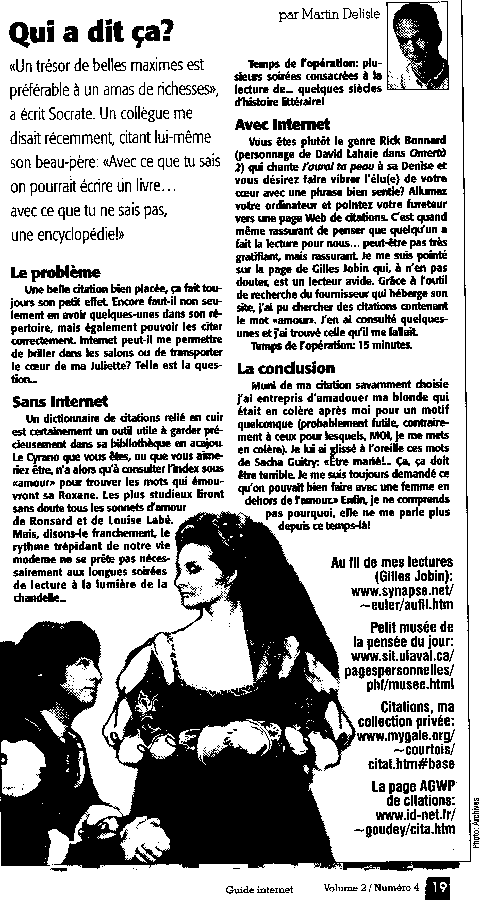 Qui a dit ça?
«Un trésor de belles maximes est
préférable à un amas de richesses»,
a écrit Socrate. Un collègue me
disait récemment, citant lui-même
son beau-père: «Avec ce que tu sais
on pourrait écrire un livre...
avec ce que tu ne sais pas,
une encyclopédie!»
Le problème
Une belle citation bien placée, ça fait tou-
jours son petit effet. Encore faut-il non seu-
lement en avoir quelques-unes dans son ré-
pertoire, mais également pouvoir les citer
correctement. Internet peut-il me permettre
de briller dans les salons ou de transporter
le cœur de ma Juliette? Telle est la ques-
tion...
Sans Internet
Un dictionnaire de citations relié en cuir
est certainement un outil utile à garder pré-
cieusement dans sa bibliothèque en acajou.
Le Cyrano que vous êtes, ou que vous aime-
riez être, n'a alors qu'à consulter l'index sous
«amour» pour trouver les mots qui émou-
vront sa Roxane. Les plus studieux liront
sans doute tous les sonnets d'amour
de Ronsard et de Louise Labé.
Mais, disons-le franchement, le
rythme trépidant de notre vie
moderne ne se prête pas néces-
sairement aux longues soirées
de lecture à la lumière de la
chandelle...
par Martin Delisle
Temps de l'opération: plu-
sieurs soirées consacrées à la
lecture de... quelques siècles
d'histoire littéraire!
Avec Internet
Vous êtes plutôt le genre Rick Bonnard
(personnage de David Lahaie dans Omertà
2) qui chante J'aurai ta peau à sa Denise et
vous désirez faire vibrer l'élu(e) de votre
cœur avec une phrase bien sentie? Allumez
votre ordinateur et pointez votre fureteur
vers une page Web de citations. C'est quand
même rassurant de penser que quelqu'un a
fait la lecture pour nous... peut-être pas très
gratifiant, mais rassurant. Je me suis pointé
sur la page de Gilles Jobin qui, à n'en pas
douter, est un lecteur avide. Grâce à l'outil
de recherche du fournisseur qui héberge son
site, j'ai pu chercher des citations contenant
le mot «amour». J'en ai consulté quelques-
unes et j'ai trouvé celle qu'il me fallait.
Temps de l'opération: 15 minutes.
La conclusion
Muni de ma citation savamment choisie
j'ai entrepris d'amadouer ma blonde qui
était en colère après moi pour un motif
quelconque (probablement futile, contraire-
ment à ceux pour lesquels, MOI, je me mets
en colère). Je lui ai glissé à l'oreille ces mots
de Sacha Guitry: «Être marié!... Ça, ça doit
être terrible. Je me suis toujours demandé ce
qu'on pouvait bien faire avec une femme en
dehors de l'amour.» Enfin, je ne comprends
pas pourquoi, elle ne me parle plus
depuis ce temps-là!
Au fil de mes lectures
(Gilles Jobin):
www.synapse.net/
~euler/aufil.htm
Petit musée de
la pensée du jour:
www.sit.ulaval.ca/
pagespersonnelles/
phf/musee.html
Citations, ma
collection privée:
www.mygale.org/
~courtois/
citat.htm#base
La page AGWP
de citations:
www.id-net.fr/
~goudey/cita.htm
Photo: Archives
Guide internet Volume 2 / Numéro 4 19